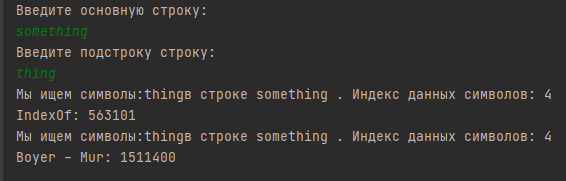 Введите основную строку:
something
Введите подстроку строку:
thing
Мы ищем символы:thingв строке something . Индекс данных символов: 4
IndexOf: 563101
Мы ищем символы:thingв строке something . Индекс данных символов: 4
Boyer – Mur: 1511400